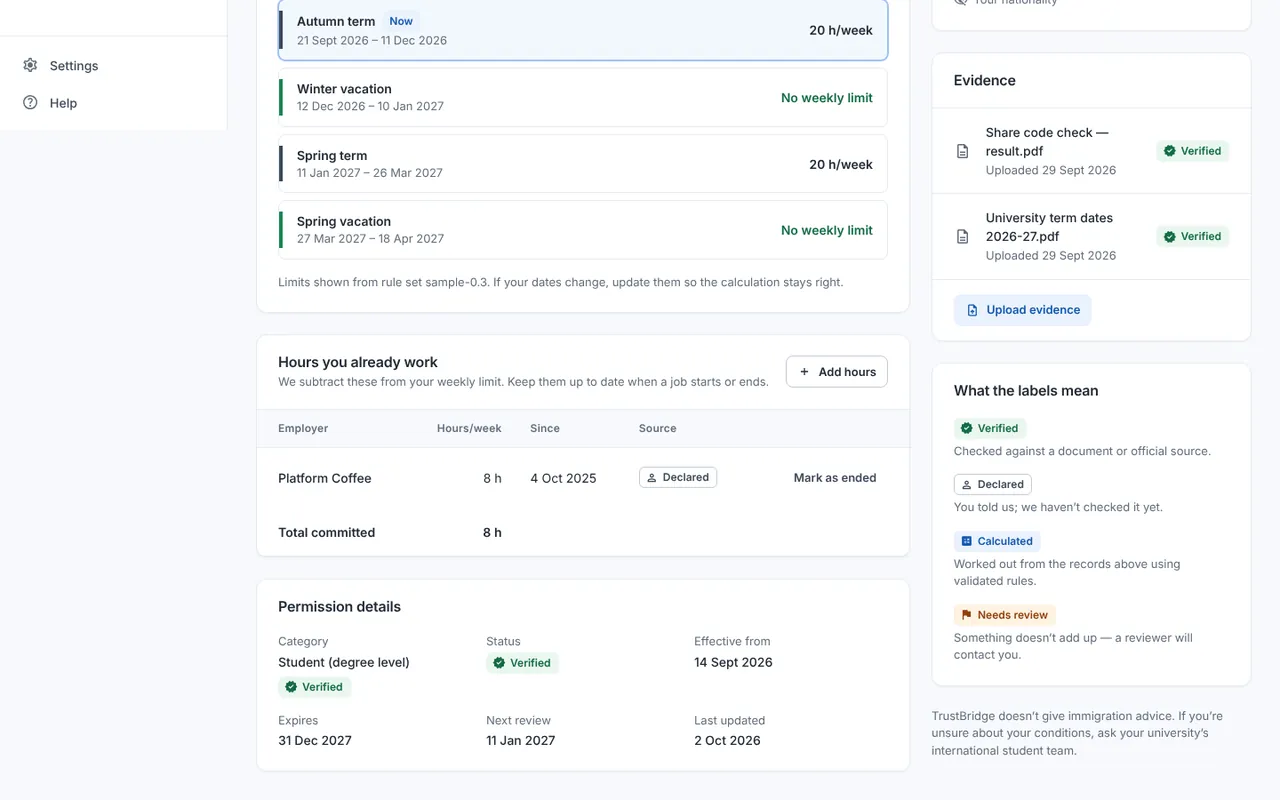 Settings
Help
Autumn term Now
21 Sept 2026 – 11 Dec 2026
20 h/week
Winter vacation
12 Dec 2026 – 10 Jan 2027
No weekly limit
Spring term
11 Jan 2027 – 26 Mar 2027
20 h/week
Spring vacation
27 Mar 2027 – 18 Apr 2027
No weekly limit
Limits shown from rule set sample-0.3. If your dates change, update them so the calculation stays right.
Hours you already work
We subtract these from your weekly limit. Keep them up to date when a job starts or ends.
+ Add hours
Employer Hours/week Since Source
Platform Coffee 8 h 4 Oct 2025 Declared Mark as ended
Total committed 8 h
Permission details
Category Status Effective from
Student (degree level) Verified 14 Sept 2026
Verified
Expires Next review Last updated
31 Dec 2027 11 Jan 2027 2 Oct 2026
Your nationality
Evidence
Share code check —
result.pdf
Uploaded 29 Sept 2026
Verified
University term dates
2026-27.pdf
Uploaded 29 Sept 2026
Verified
Upload evidence
What the labels mean
Verified
Checked against a document or official source.
Declared
You told us; we haven’t checked it yet.
Calculated
Worked out from the records above using
validated rules.
Needs review
Something doesn’t add up — a reviewer will
contact you.
TrustBridge doesn’t give immigration advice. If you’re
unsure about your conditions, ask your university’s
international student team.